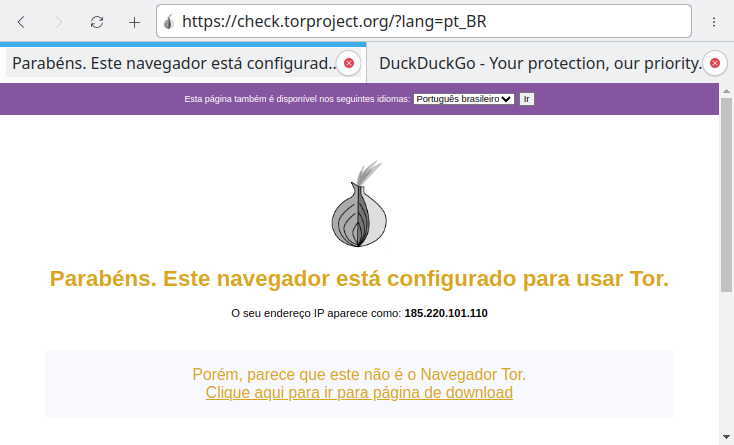 https://check.torproject.org/?lang=pt_BR
Parabéns. Este navegador está configurad..
DuckDuckGo - Your protection, our priority.
Esta página também é disponível nos seguintes idiomas: Português brasileiro Ir
Parabéns. Este navegador está configurado para usar Tor.
O seu endereço IP aparece como: 185.220.101.110
Porém, parece que este não é o Navegador Tor.
Clique aqui para ir para página de download